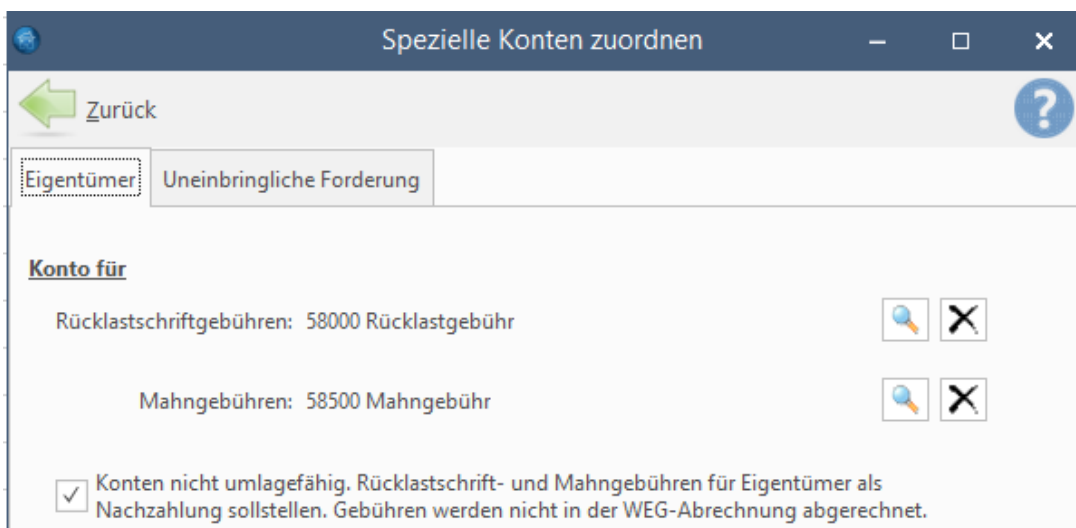 Spezielle Konten zuordnen
Zurück
?
Eigentümer
Uneinbringliche Forderung
Konto für
Rücklastschriftgebühren: 58000 Rücklastgebühr
Mahngebühren: 58500 Mahngebühr
Konten nicht umlagefähig. Rücklastschrift- und Mahngebühren für Eigentümer als
Nachzahlung sollstellen. Gebühren werden nicht in der WEG-Abrechnung abgerechnet.